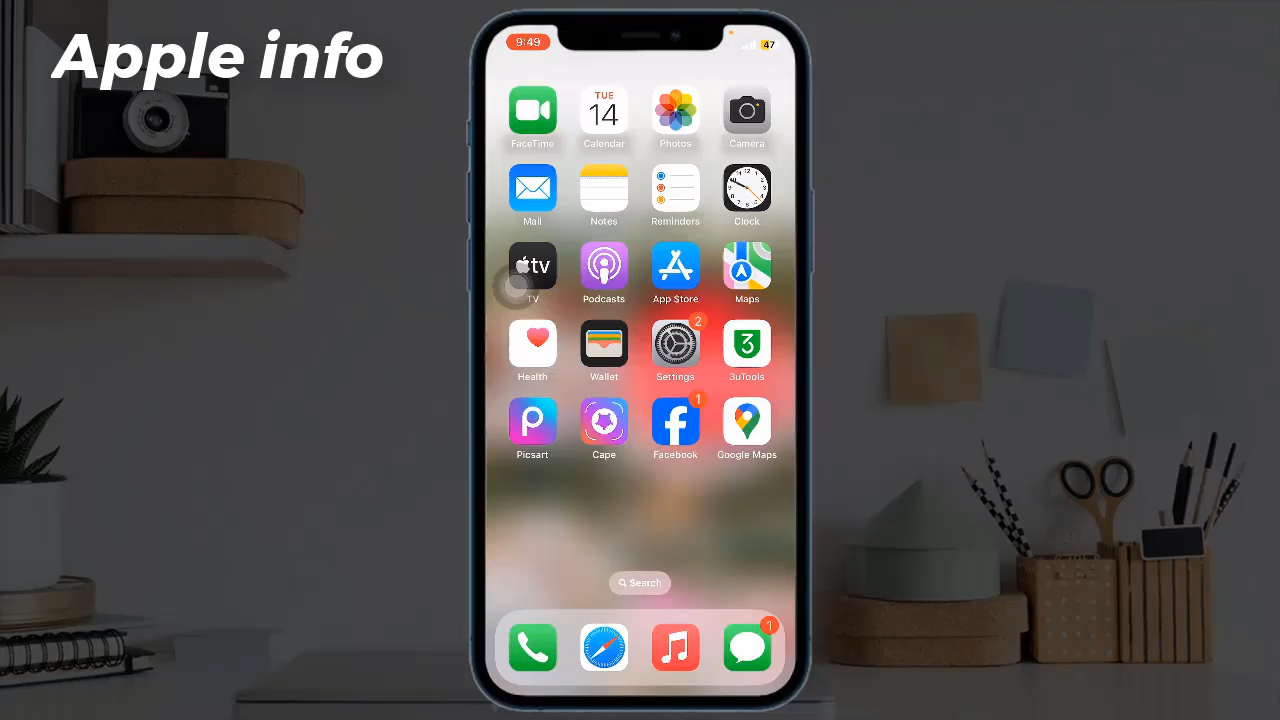 Apple info
9:49
47
FaceTime
TUE
14
Calendar
Photos
Camera
Mail
Notes
Reminders
Clock
tv
TV
Podcasts
App Store
Maps
Health
Wallet
2
Settings
3
3uTools
Picsart
Cape
1
Facebook
Google Maps
Search
1